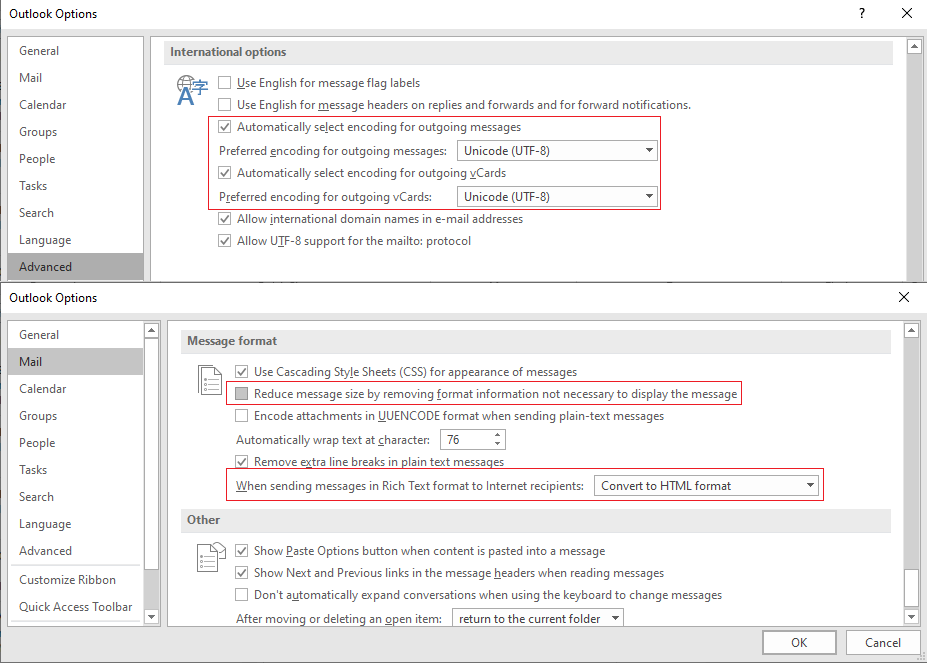 Outlook Options
?
General
Mail
Calendar
Groups
People
Tasks
Search
Language
Advanced
International options
Use English for message flag labels
Use English for message headers on replies and forwards and for forward notifications.
Automatically select encoding for outgoing messages
Preferred encoding for outgoing messages: Unicode (UTF-8)
Automatically select encoding for outgoing vCards
Preferred encoding for outgoing vCards: Unicode (UTF-8)
Allow international domain names in e-mail addresses
Allow UTF-8 support for the mailto: protocol
A字
Outlook Options
General
Mail
Calendar
Groups
People
Tasks
Search
Language
Advanced
Customize Ribbon
Quick Access Toolbar
Message format
Use Cascading Style Sheets (CSS) for appearance of messages
Reduce message size by removing format information not necessary to display the message
Encode attachments in UUENCODE format when sending plain-text messages
Automatically wrap text at character: 76
Remove extra line breaks in plain text messages
When sending messages in Rich Text format to Internet recipients: Convert to HTML format
Other
Show Paste Options button when content is pasted into a message
Show Next and Previous links in the message headers when reading messages
Don't automatically expand conversations when using the keyboard to change messages
After moving or deleting an open item: return to the current folder
OK
Cancel